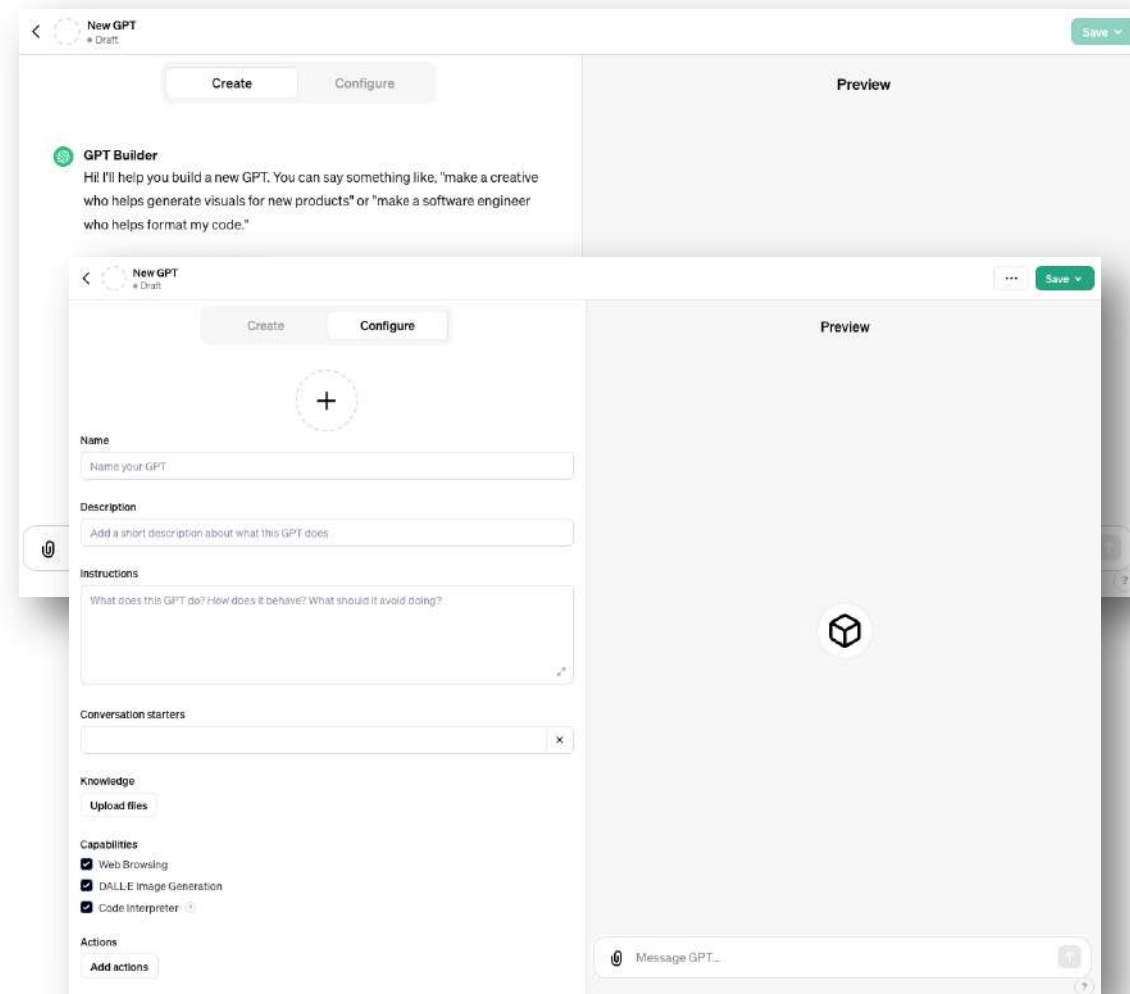 New GPT
• Draft
Save
Create
Configure
Preview
GPT Builder
Hi! I'll help you build a new GPT. You can say something like, "make a creative
who helps generate visuals for new products" or "make a software engineer
who helps format my code."
New GPT
• Draft
...
Save
Create
Configure
Preview
Name
Name your GPT
Description
Add a short description about what this GPT does
Instructions
What does this GPT do? How does it behave? What should it avoid doing?
Conversation starters
Knowledge
Upload files
Capabilities
Web Browsing
DALL·E Image Generation
Code Interpreter ?
Actions
Add actions
Message GPT...
?
?